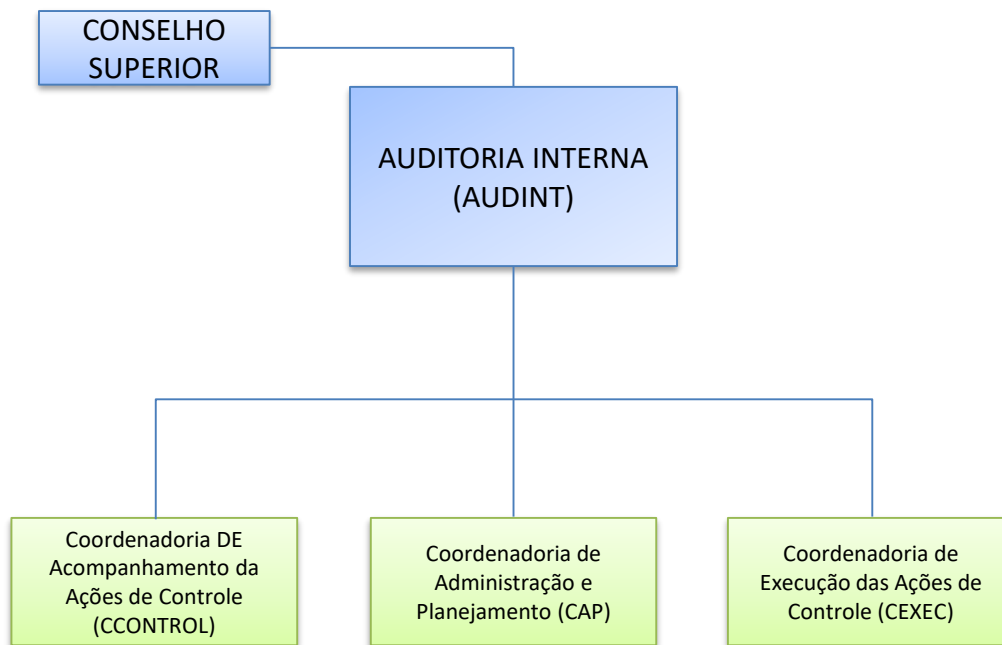 CONSELHO
SUPERIOR
AUDITORIA INTERNA
(AUDINT)
Coordenadoria DE
Acompanhamento da
Ações de Controle
(CCONTROL)
Coordenadoria de
Administração e
Planejamento (CAP)
Coordenadoria de
Execução das Ações de
Controle (CEXEC)